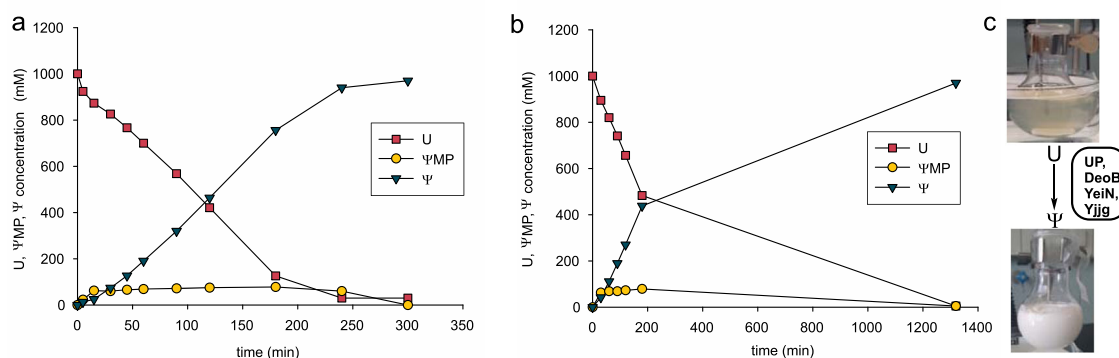 a
1200
1000
800
600
400
200
0
U, ΨMP, Ψ concentration (mM)
0 50 100 150 200 250 300 350
time (min)
U
ΨMP
Ψ
b
1200
1000
800
600
400
200
0
U, ΨMP, Ψ concentration (mM)
0 200 400 600 800 1000 1200 1400
time (min)
U
ΨMP
Ψ
c
U
UP,
DeoB
YeiN,
Yjjg
Ψ